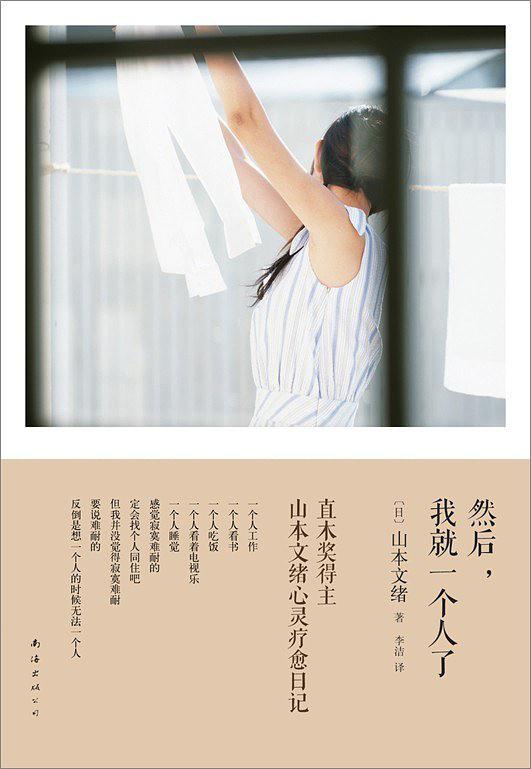 然后，
我就一个人了
〔日〕山本文绪 著 李洁 译
直木奖得主
山本文绪心灵疗愈日记
一个人工作
一个人看书
一个人吃饭
一个人看着电视乐
一个人睡觉
感觉寂寞难耐的
定会找个人同住吧
但我并没觉得寂寞难耐
要说难耐的
反倒是想一个人的时候无法一个人
南海出版公司